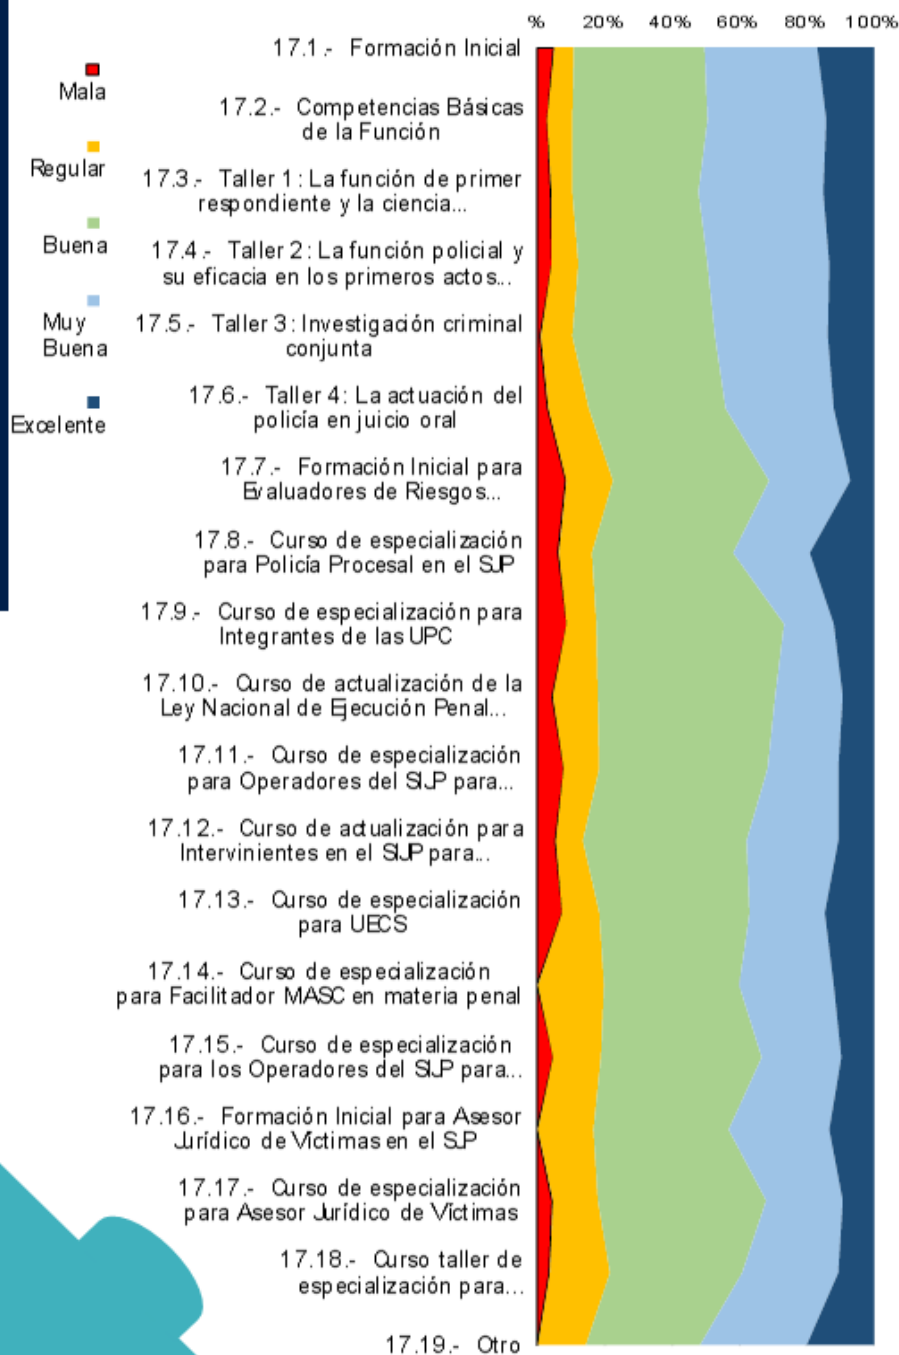 % 20% 40% 60% 80% 100%
Mala
Regular
Buena
Muy
Buena
Excelente
17.1.- Formación Inicial
17.2.- Competencias Básicas
de la Función
17.3.- Taller 1: La función de primer
respondiente y la ciencia...
17.4.- Taller 2: La función policial y
su eficacia en los primeros actos...
17.5.- Taller 3: Investigación criminal
conjunta
17.6.- Taller 4: La actuación del
policía en juicio oral
17.7.- Formación Inicial para
Evaluadores de Riesgos...
17.8.- Curso de especialización
para Policía Procesal en el SJP
17.9.- Curso de especialización para
Integrantes de las UPC
17.10.- Curso de actualización de la
Ley Nacional de Ejecución Penal...
17.11.- Curso de especialización
para Operadores del SIJP para...
17.12.- Curso de actualización para
Intervinientes en el SIJP para...
17.13.- Curso de especialización
para UECS
17.14.- Curso de especialización
para Facilitador MASC en materia penal
17.15.- Curso de especialización
para los Operadores del SIJP para...
17.16.- Formación Inicial para Asesor
Jurídico de Víctimas en el SJP
17.17.- Curso de especialización
para Asesor Jurídico de Víctimas
17.18.- Curso taller de
especialización para...
17.19.- Otro